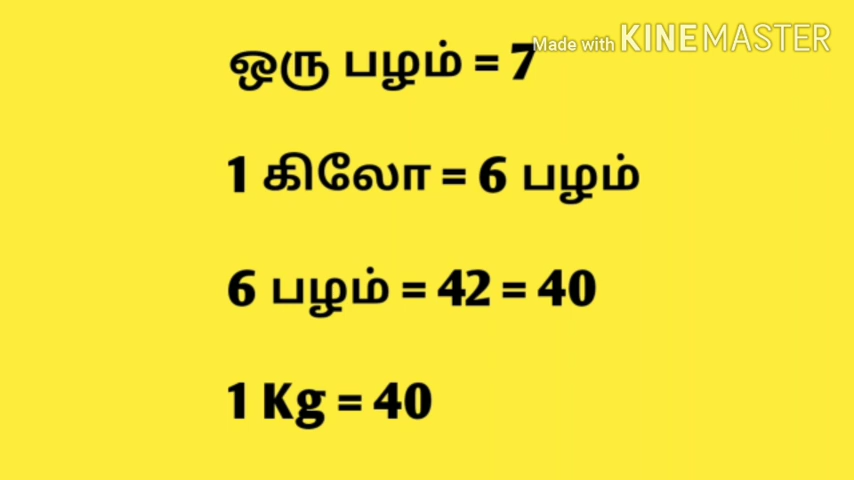 ஒரு பழம் = 7
Made with KINEMASTER
1 கிலோ = 6 பழம்
6 பழம் = 42 = 40
1 Kg = 40